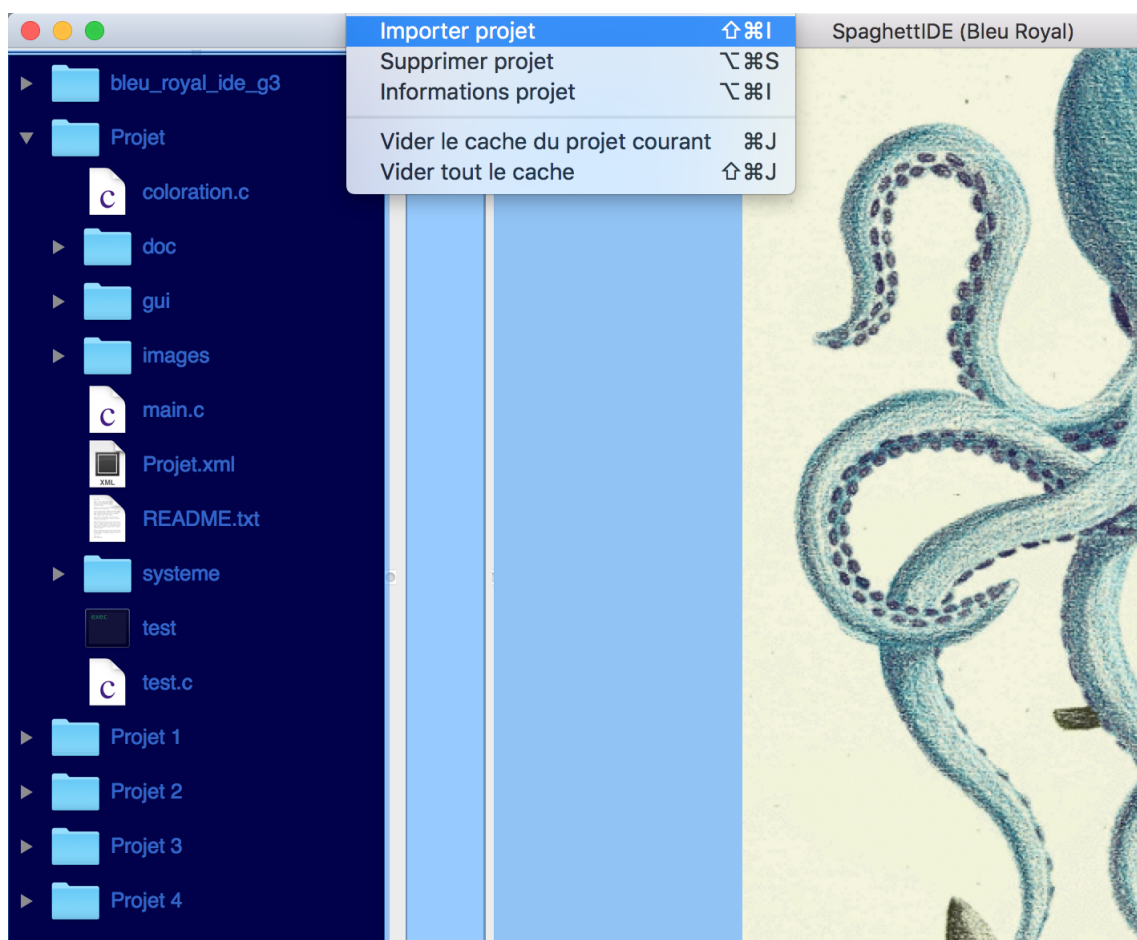 Importer projet ⇧⌘I
Supprimer projet ⌥⌘S
Informations projet ⌥⌘I
Vider le cache du projet courant ⌘J
Vider tout le cache ⇧⌘J
SpaghettIDE (Bleu Royal)
bleu_royal_ide_g3
Projet
c coloration.c
doc
gui
images
c main.c
XML Projet.xml
README.txt
systeme
exec test
c test.c
Projet 1
Projet 2
Projet 3
Projet 4